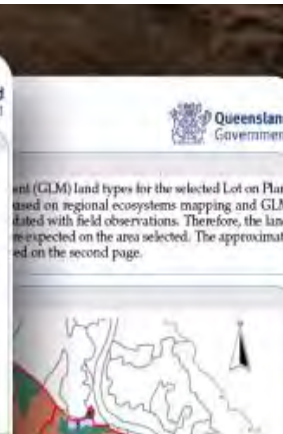 Queenslan
Governmen
ent (GLM) land types for the selected Lot on Plan
ased on regional ecosystems mapping and GLM
dated with field observations. Therefore, the lan
re expected on the area selected. The approximat
ed on the second page.